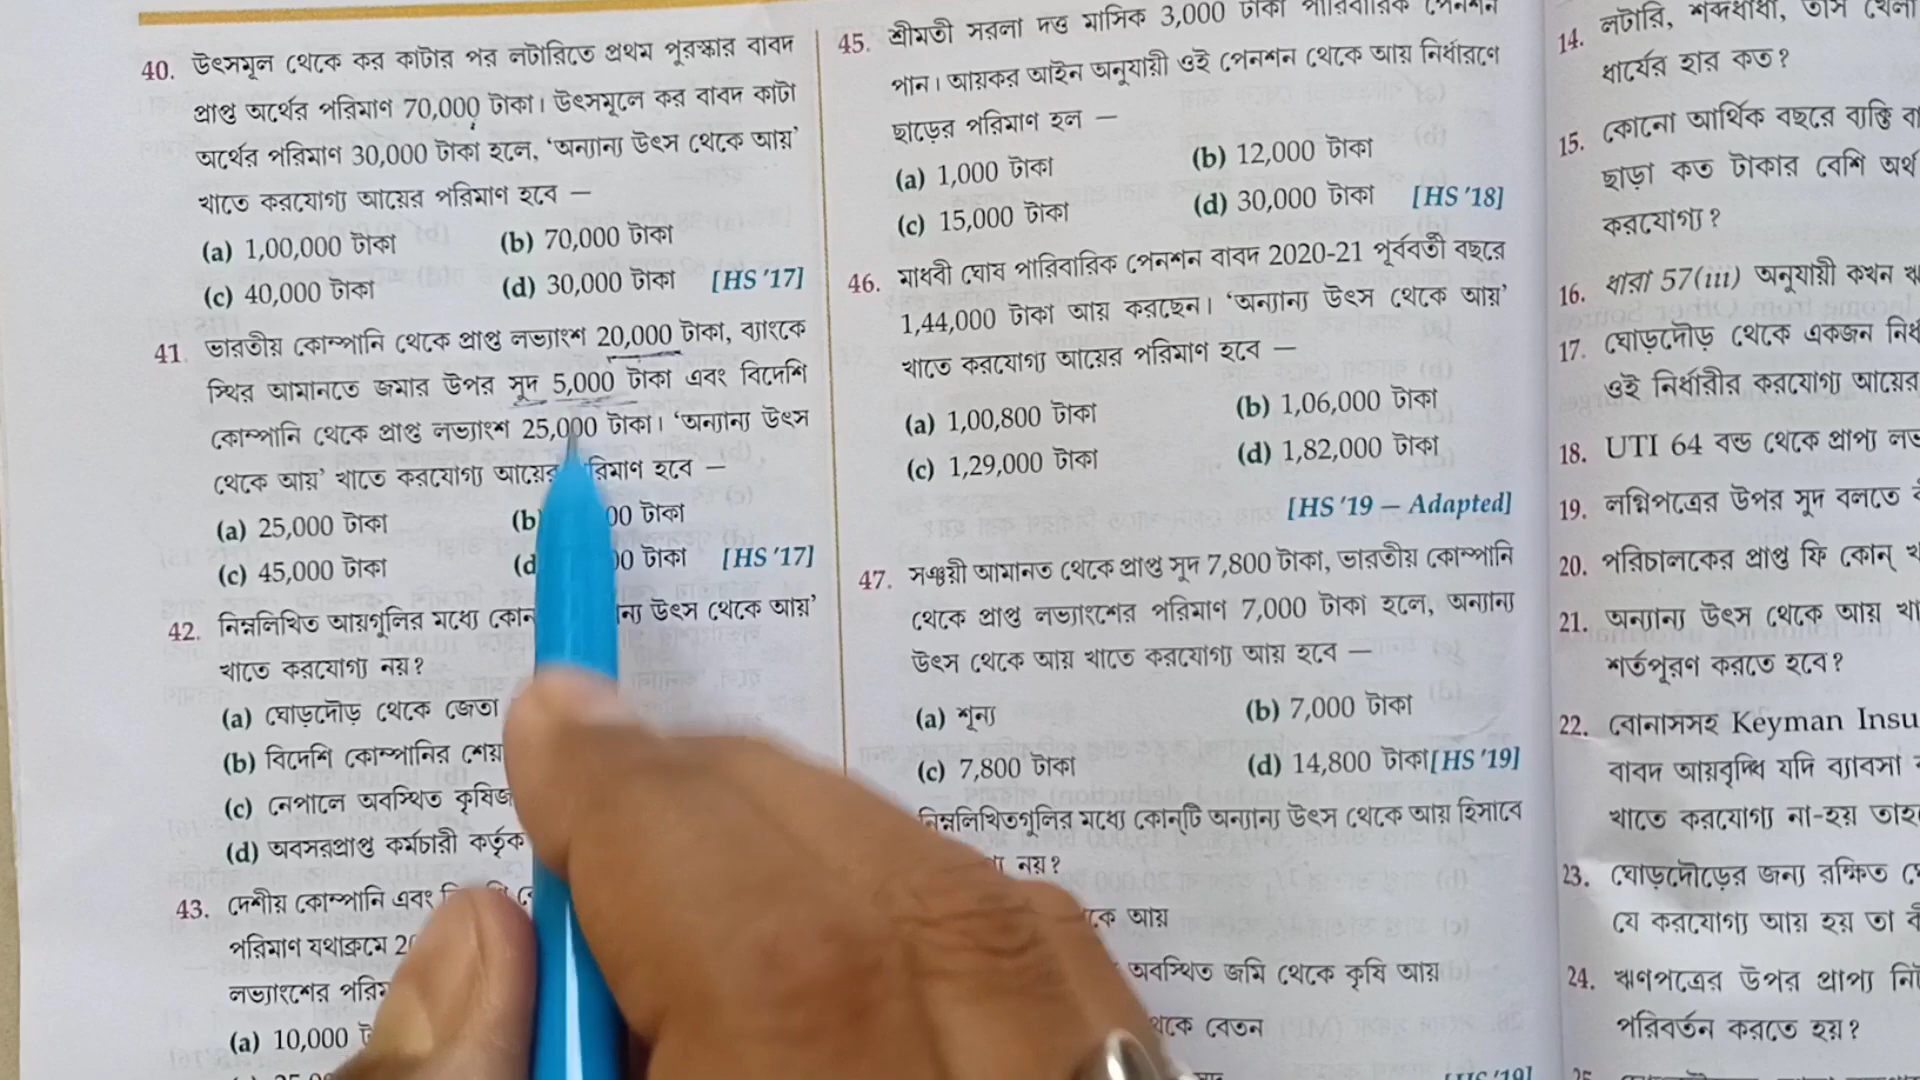 40. উৎসমূল থেকে কর কাটার পর লটারিতে প্রথম পুরস্কার বাবদ
প্রাপ্ত অর্থের পরিমাণ 70,000 টাকা। উৎসমূলে কর বাবদ কাটা
অর্থের পরিমাণ 30,000 টাকা হলে, ‘অন্যান্য উৎস থেকে আয়’
খাতে করযোগ্য আয়ের পরিমাণ হবে —
(a) 1,00,000 টাকা (b) 70,000 টাকা
(c) 40,000 টাকা (d) 30,000 টাকা [HS '17]
41. ভারতীয় কোম্পানি থেকে প্রাপ্ত লভ্যাংশ 20,000 টাকা, ব্যাংকে
স্থির আমানতে জমার উপর সুদ 5,000 টাকা এবং বিদেশি
কোম্পানি থেকে প্রাপ্ত লভ্যাংশ 25,000 টাকা। ‘অন্যান্য উৎস
থেকে আয়’ খাতে করযোগ্য আয়ের পরিমাণ হবে —
(a) 25,000 টাকা (b) 00 টাকা
(c) 45,000 টাকা (d) 00 টাকা [HS '17]
42. নিম্নলিখিত আয়গুলির মধ্যে উৎস থেকে আয়’
খাতে করযোগ্য নয়?
(a) ঘোড়দৌড় থেকে জেতা
(b) বিদেশি কোম্পানির
(c) নেপালে অবস্থিত
(d) অবসরপ্রাপ্ত কর্মচারী কর্তৃক
43. দেশীয় কোম্পানি এবং
পরিমাণ যথাক্রমে
লভ্যাংশের
(a) 10,000
45. শ্রীমতী সরলা দত্ত মাসিক 3,000 টাকা পারিবারিক পেনশন
পান। আয়কর আইন অনুযায়ী ওই পেনশন থেকে আয় নির্ধারণে
ছাড়ের পরিমাণ হল —
(a) 1,000 টাকা (b) 12,000 টাকা
(c) 15,000 টাকা (d) 30,000 টাকা [HS '18]
46. মাধবী ঘোষ পারিবারিক পেনশন বাবদ 2020-21 পূর্ববর্তী বছরে
1,44,000 টাকা আয় করছেন। ‘অন্যান্য উৎস থেকে আয়’
খাতে করযোগ্য আয়ের পরিমাণ হবে —
(a) 1,00,800 টাকা (b) 1,06,000 টাকা
(c) 1,29,000 টাকা (d) 1,82,000 টাকা
[HS '19 – Adapted]
47. সঞ্চয়ী আমানত থেকে প্রাপ্ত সুদ 7,800 টাকা, ভারতীয় কোম্পানি
থেকে প্রাপ্ত লভ্যাংশের পরিমাণ 7,000 টাকা হলে, অন্যান্য
উৎস থেকে আয় খাতে করযোগ্য আয় হবে —
(a) শূন্য (b) 7,000 টাকা
(c) 7,800 টাকা (d) 14,800 টাকা [HS '19]
নিম্নলিখিতগুলির মধ্যে কোন্‌টি অন্যান্য উৎস থেকে আয় হিসাবে
নয়?
আয়
অবস্থিত জমি থেকে কৃষি আয়
থেকে বেতন
14. লটারি, শব্দধাঁধা, তাস খেলা
ধার্যের হার কত?
15. কোনো আর্থিক বছরে ব্যক্তি
ছাড়া কত টাকার বেশি অর্থ
করযোগ্য?
16. ধারা 57(iii) অনুযায়ী কখন
17. ঘোড়দৌড় থেকে একজন
ওই নির্ধারীর করযোগ্য আয়ের
18. UTI 64 বন্ড থেকে প্রাপ্য
19. লগ্নিপত্রের উপর সুদ বলতে
20. পরিচালকের প্রাপ্ত ফি কোন্
21. অন্যান্য উৎস থেকে আয়
শর্তপূরণ করতে হবে?
22. বোনাসসহ Keyman
বাবদ আয়বৃদ্ধি যদি ব্যাবসা
খাতে করযোগ্য না-হয়
23. ঘোড়দৌড়ের জন্য রক্ষিত
যে করযোগ্য আয় হয় তা
24. ঋণপত্রের উপর প্রাপ্য
পরিবর্তন করতে হয়?